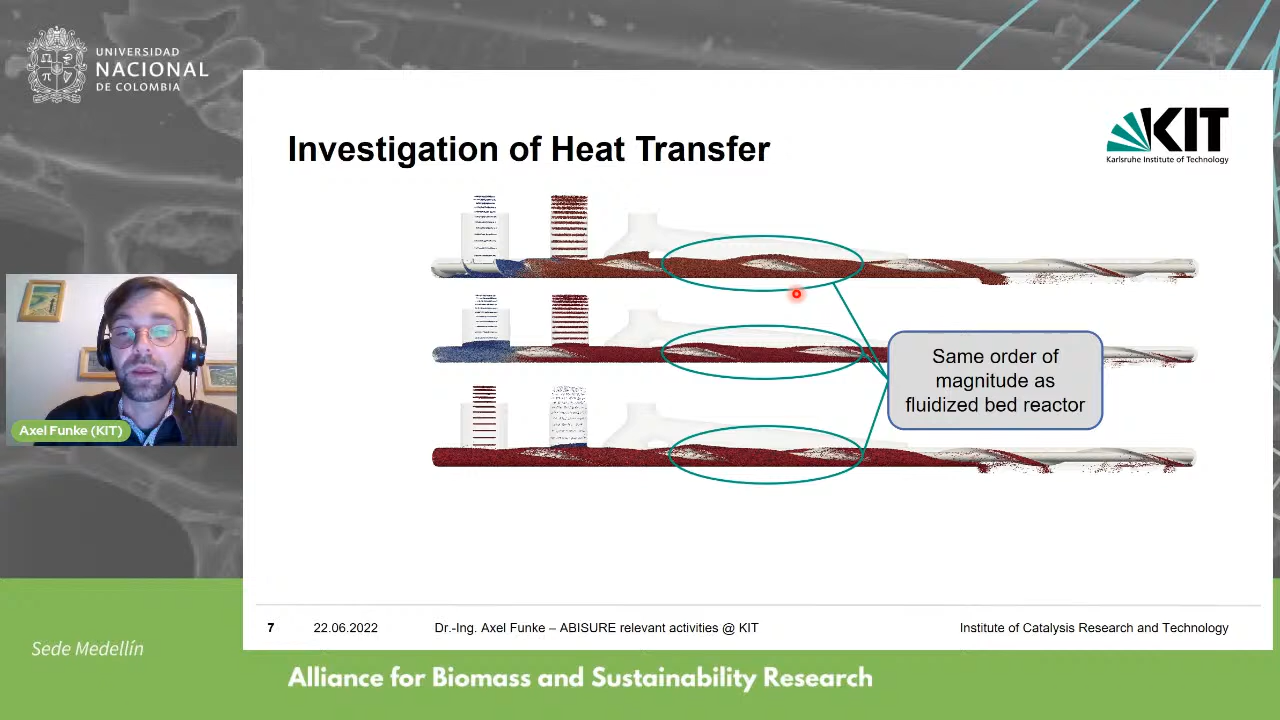 UNIVERSIDAD
NACIONAL
DE COLOMBIA
KIT
Karlsruhe Institute of Technology
Investigation of Heat Transfer
Same order of
magnitude as
fluidized bed reactor
Axel Funke (KIT)
7 22.06.2022 Dr.-Ing. Axel Funke – ABISURE relevant activities @ KIT Institute of Catalysis Research and Technology
Sede Medellín
Alliance for Biomass and Sustainability Research